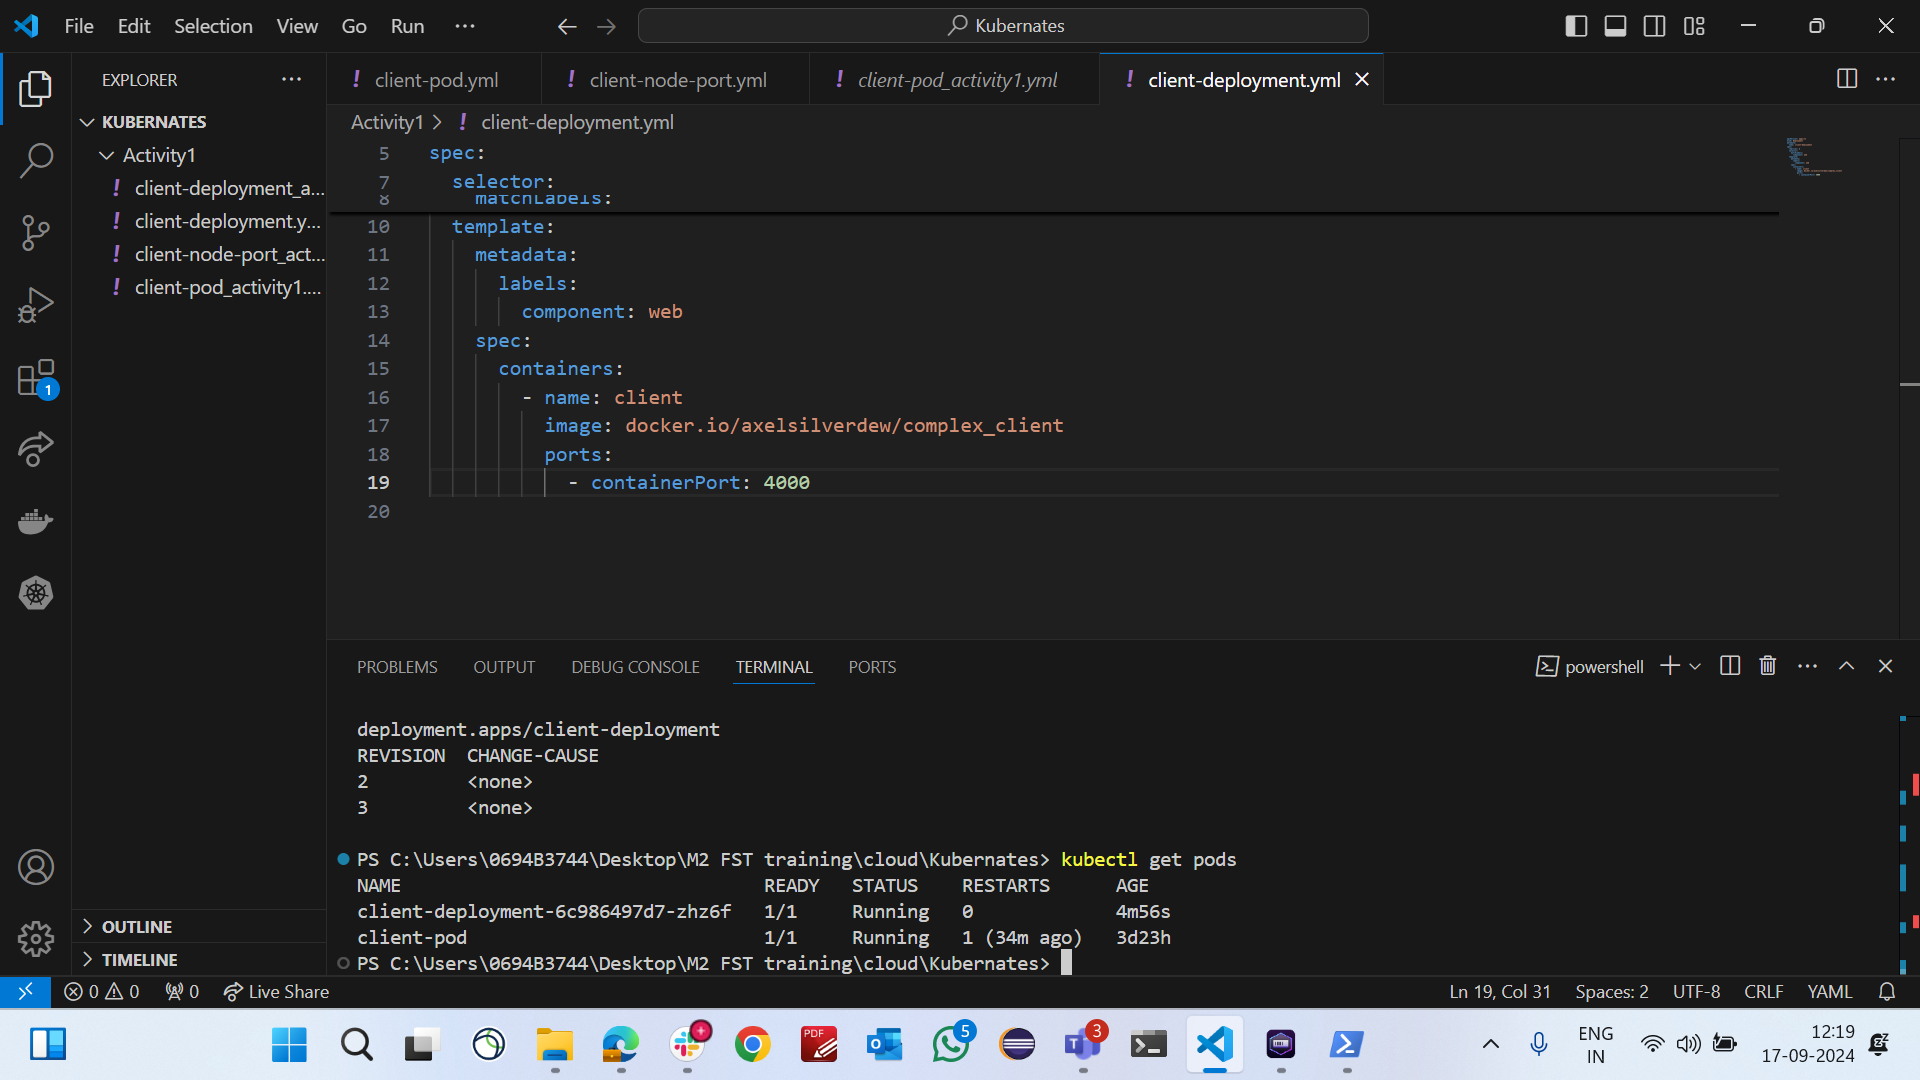 File Edit Selection View Go Run ···
Kubernates
EXPLORER ···
client-pod.yml
client-node-port.yml
client-pod_activity1.yml
client-deployment.yml
KUBERNATES
Activity1
client-deployment_a...
client-deployment.y...
client-node-port_act...
client-pod_activity1....
Activity1 > ! client-deployment.yml
5 spec:
7 selector:
8 matchLabels:
10 template:
11 metadata:
12 labels:
13 component: web
14 spec:
15 containers:
16 - name: client
17 image: docker.io/axelsilverdew/complex_client
18 ports:
19 - containerPort: 4000
20
1
PROBLEMS OUTPUT DEBUG CONSOLE TERMINAL PORTS
powershell
deployment.apps/client-deployment
REVISION CHANGE-CAUSE
2 <none>
3 <none>
PS C:\Users\0694B3744\Desktop\M2 FST training\cloud\Kubernates> kubectl get pods
NAME READY STATUS RESTARTS AGE
client-deployment-6c986497d7-zhz6f 1/1 Running 0 4m56s
client-pod 1/1 Running 1 (34m ago) 3d23h
PS C:\Users\0694B3744\Desktop\M2 FST training\cloud\Kubernates>
OUTLINE
TIMELINE
0 0 0 Live Share
Ln 19, Col 31 Spaces: 2 UTF-8 CRLF YAML
PDF
5
3
ENG
IN
12:19
17-09-2024